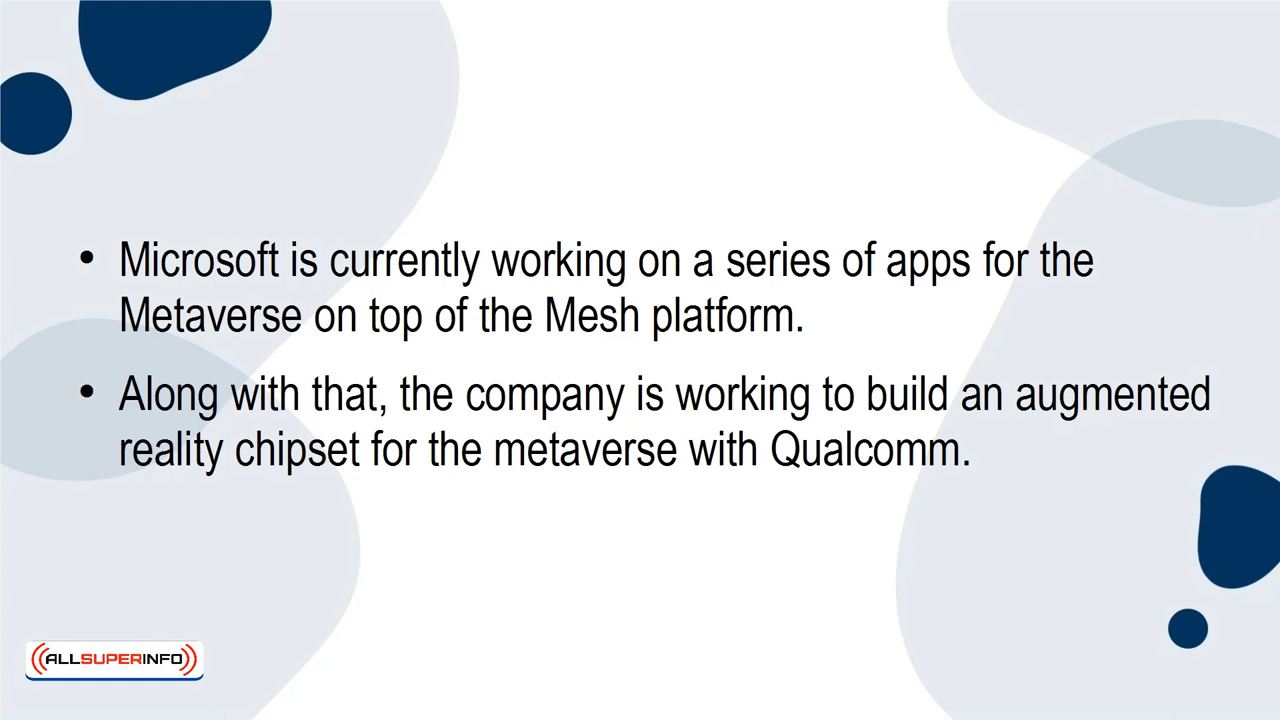 • Microsoft is currently working on a series of apps for the
Metaverse on top of the Mesh platform.
• Along with that, the company is working to build an augmented
reality chipset for the metaverse with Qualcomm.
ALLSUPERINFO